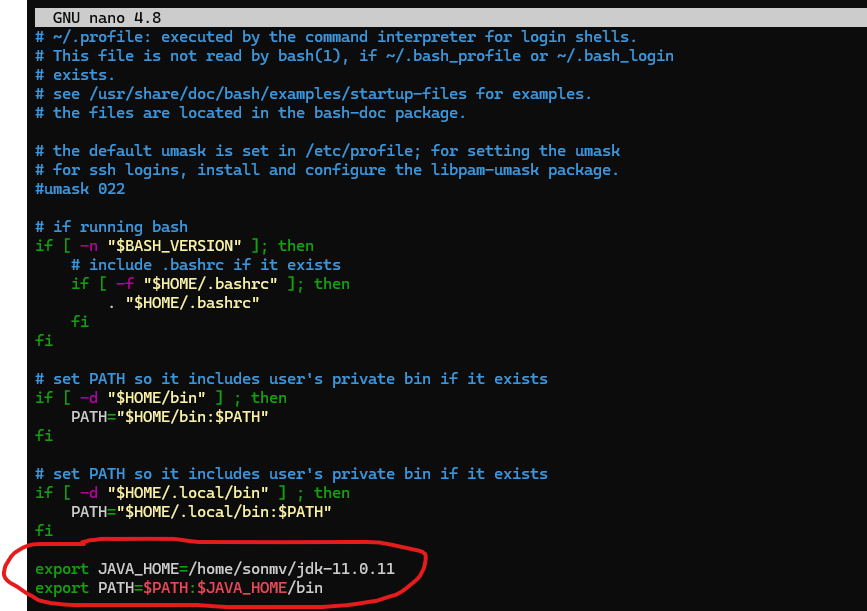 GNU nano 4.8
# ~/.profile: executed by the command interpreter for login shells.
# This file is not read by bash(1), if ~/.bash_profile or ~/.bash_login
# exists.
# see /usr/share/doc/bash/examples/startup-files for examples.
# the files are located in the bash-doc package.

# the default umask is set in /etc/profile; for setting the umask
# for ssh logins, install and configure the libpam-umask package.
#umask 022

# if running bash
if [ -n "$BASH_VERSION" ]; then
    # include .bashrc if it exists
    if [ -f "$HOME/.bashrc" ]; then
        . "$HOME/.bashrc"
    fi
fi

# set PATH so it includes user's private bin if it exists
if [ -d "$HOME/bin" ] ; then
    PATH="$HOME/bin:$PATH"
fi

# set PATH so it includes user's private bin if it exists
if [ -d "$HOME/.local/bin" ] ; then
    PATH="$HOME/.local/bin:$PATH"
fi

export JAVA_HOME=/home/sonmv/jdk-11.0.11
export PATH=$PATH:$JAVA_HOME/bin